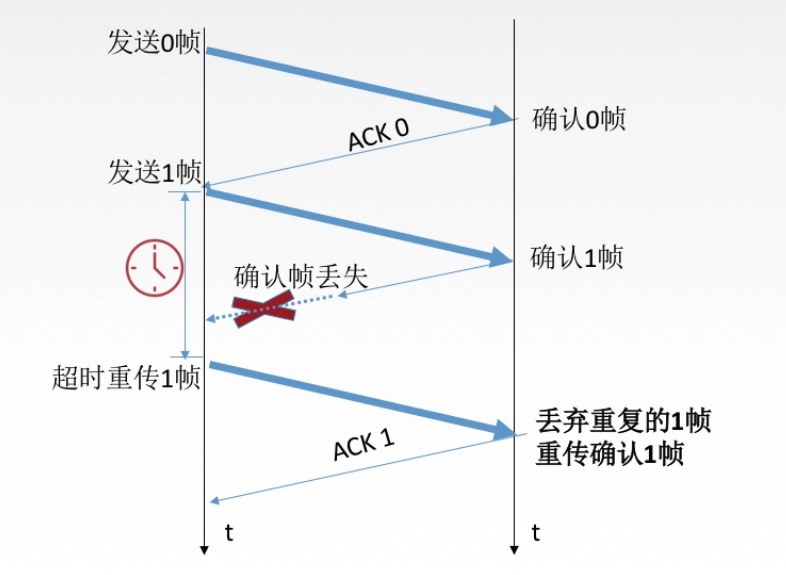 发送0帧
确认0帧
ACK 0
发送1帧
确认1帧
确认帧丢失
超时重传1帧
丢弃重复的1帧
重传确认1帧
ACK 1
t
t